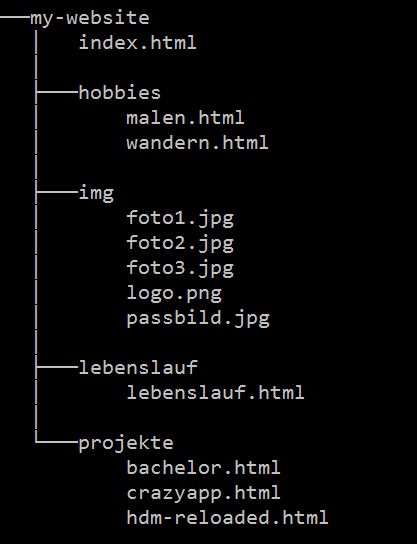 my-website
index.html
hobbies
malen.html
wandern.html
img
foto1.jpg
foto2.jpg
foto3.jpg
logo.png
passbild.jpg
lebenslauf
lebenslauf.html
projekte
bachelor.html
crazyapp.html
hdm-reloaded.html